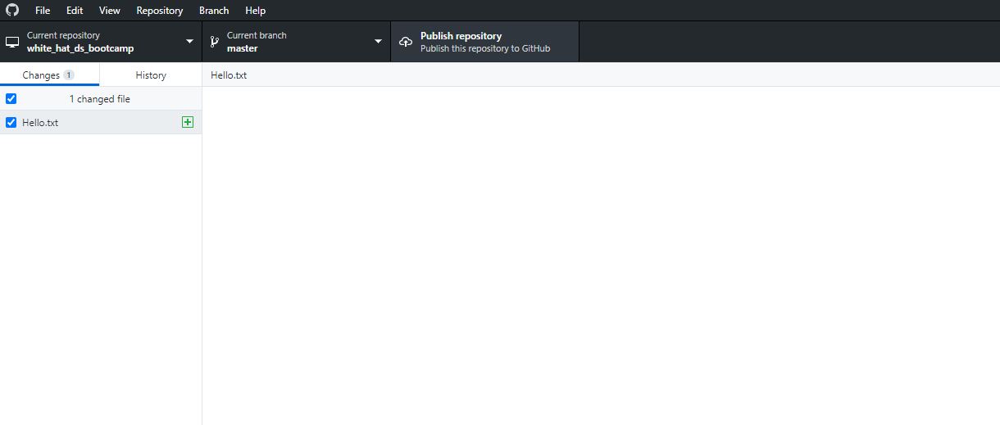 File Edit View Repository Branch Help
Current repository
white_hat_ds_bootcamp
Current branch
master
Publish repository
Publish this repository to GitHub
Changes 1 History
Hello.txt
1 changed file
Hello.txt